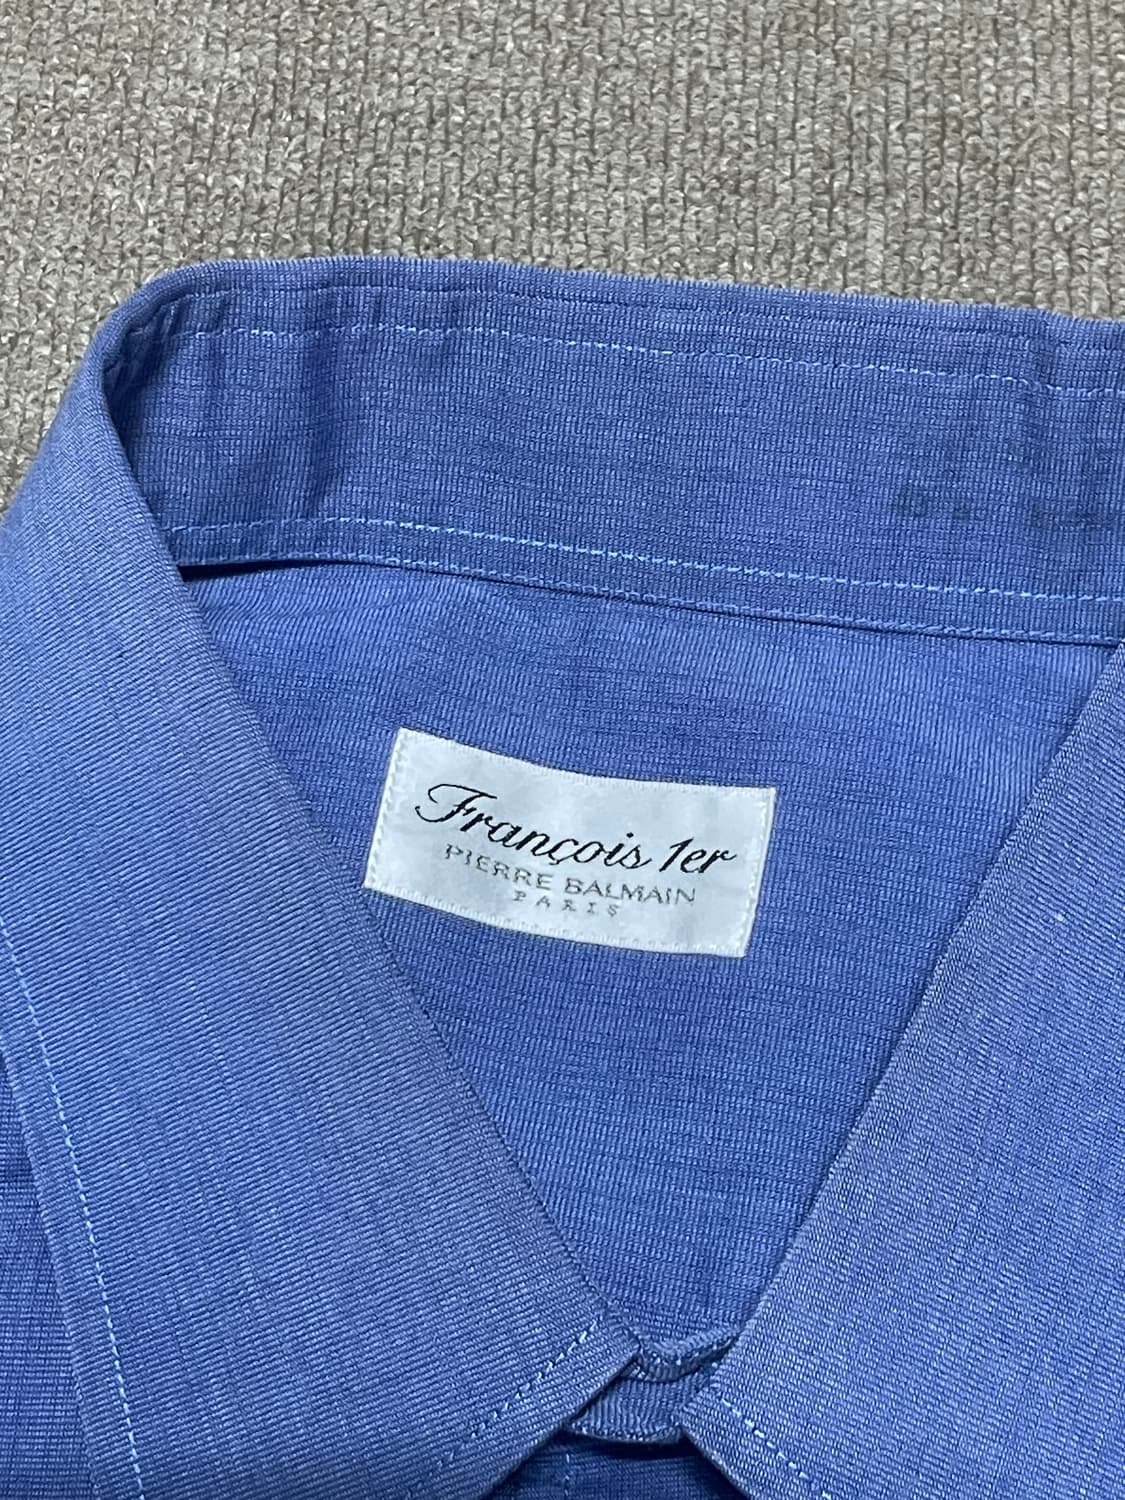 François 1er
PIERRE BALMAIN
PARIS